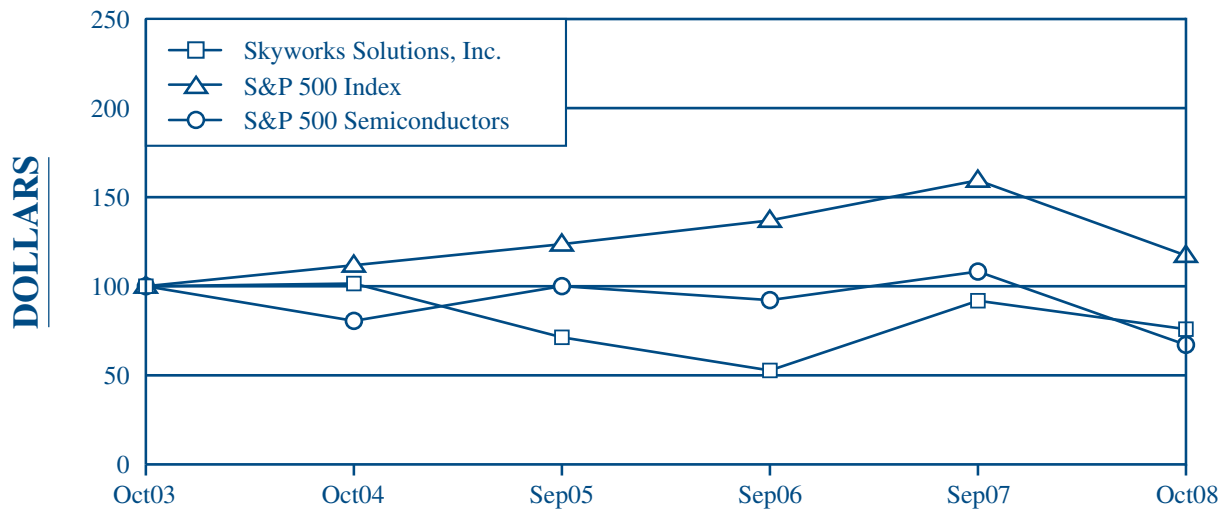 250
200
150
100
50
0
DOLLARS
Skyworks Solutions, Inc.
S&P 500 Index
S&P 500 Semiconductors
Oct03 Oct04 Sep05 Sep06 Sep07 Oct08